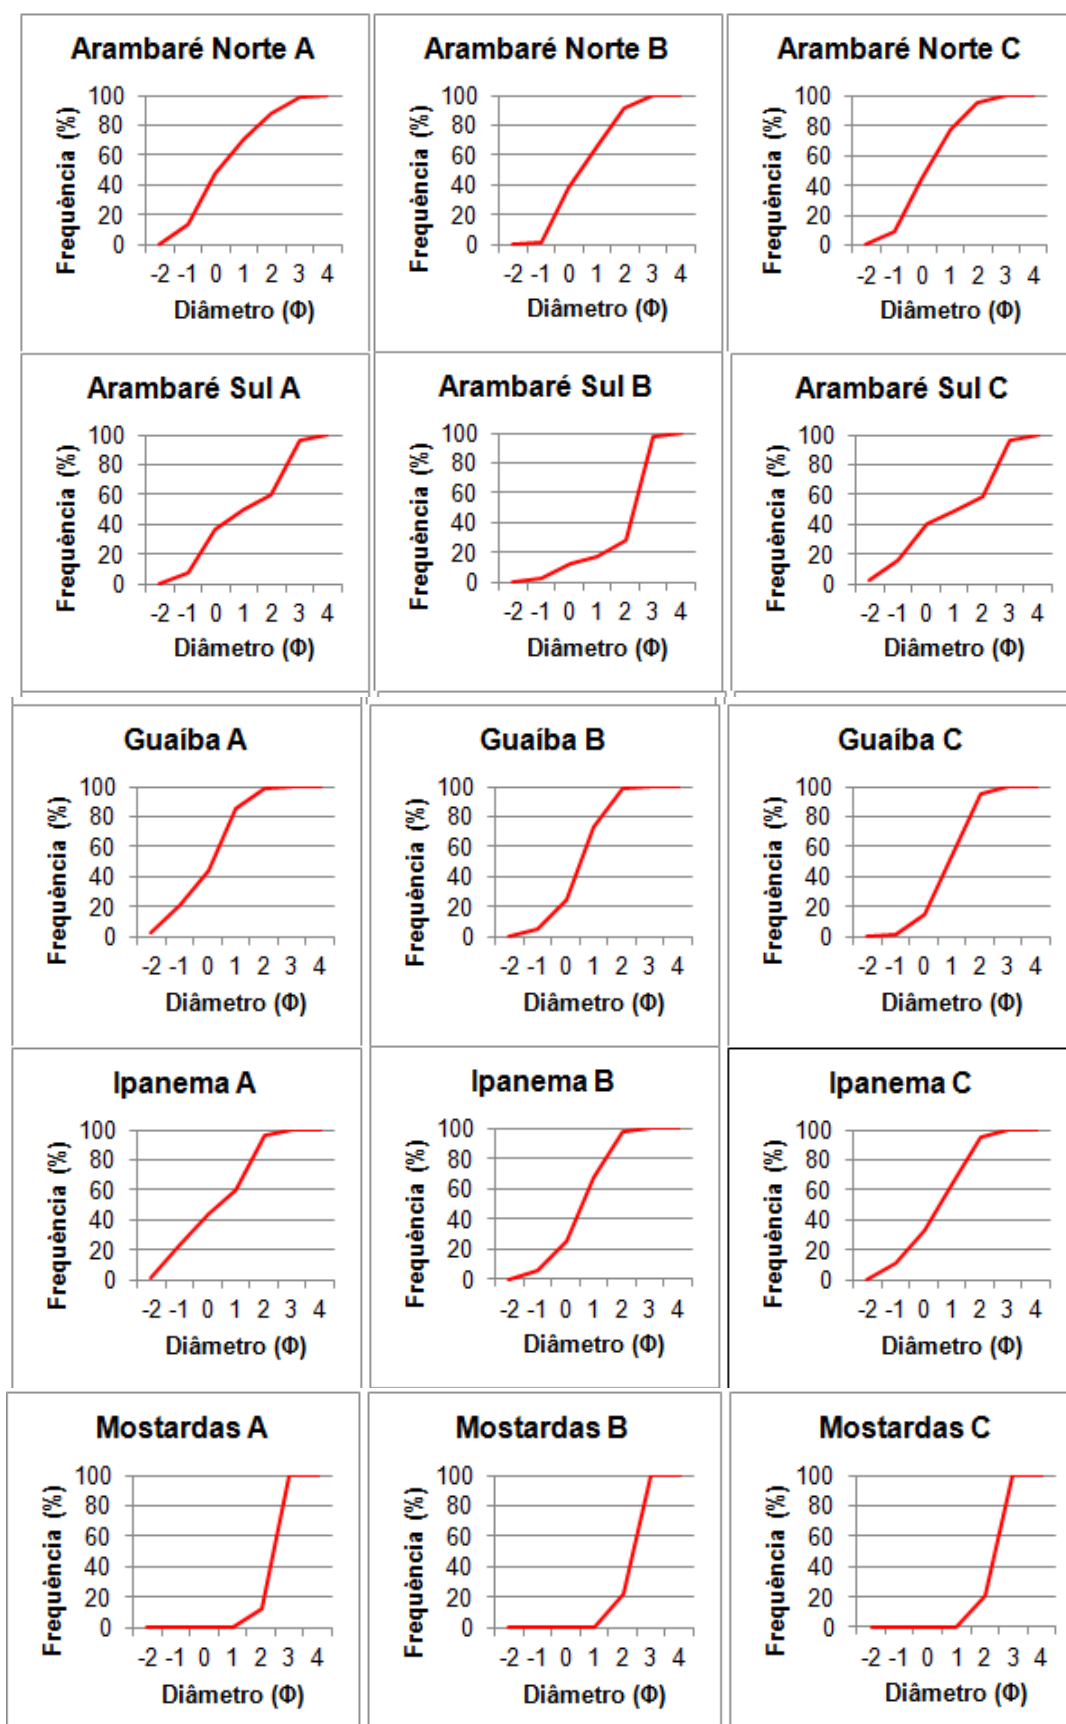 Arambaré Norte A
Frequência (%)
100
80
60
40
20
0
-2 -1 0 1 2 3 4
Diâmetro (Φ)
Arambaré Norte B
Frequência (%)
100
80
60
40
20
0
-2 -1 0 1 2 3 4
Diâmetro (Φ)
Arambaré Norte C
Frequência (%)
100
80
60
40
20
0
-2 -1 0 1 2 3 4
Diâmetro (Φ)
Arambaré Sul A
Frequência (%)
100
80
60
40
20
0
-2 -1 0 1 2 3 4
Diâmetro (Φ)
Arambaré Sul B
Frequência (%)
100
80
60
40
20
0
-2 -1 0 1 2 3 4
Diâmetro (Φ)
Arambaré Sul C
Frequência (%)
100
80
60
40
20
0
-2 -1 0 1 2 3 4
Diâmetro (Φ)
Guaíba A
Frequência (%)
100
80
60
40
20
0
-2 -1 0 1 2 3 4
Diâmetro (Φ)
Guaíba B
Frequência (%)
100
80
60
40
20
0
-2 -1 0 1 2 3 4
Diâmetro (Φ)
Guaíba C
Frequência (%)
100
80
60
40
20
0
-2 -1 0 1 2 3 4
Diâmetro (Φ)
Ipanema A
Frequência (%)
100
80
60
40
20
0
-2 -1 0 1 2 3 4
Diâmetro (Φ)
Ipanema B
Frequência (%)
100
80
60
40
20
0
-2 -1 0 1 2 3 4
Diâmetro (Φ)
Ipanema C
Frequência (%)
100
80
60
40
20
0
-2 -1 0 1 2 3 4
Diâmetro (Φ)
Mostardas A
Frequência (%)
100
80
60
40
20
0
-2 -1 0 1 2 3 4
Diâmetro (Φ)
Mostardas B
Frequência (%)
100
80
60
40
20
0
-2 -1 0 1 2 3 4
Diâmetro (Φ)
Mostardas C
Frequência (%)
100
80
60
40
20
0
-2 -1 0 1 2 3 4
Diâmetro (Φ)